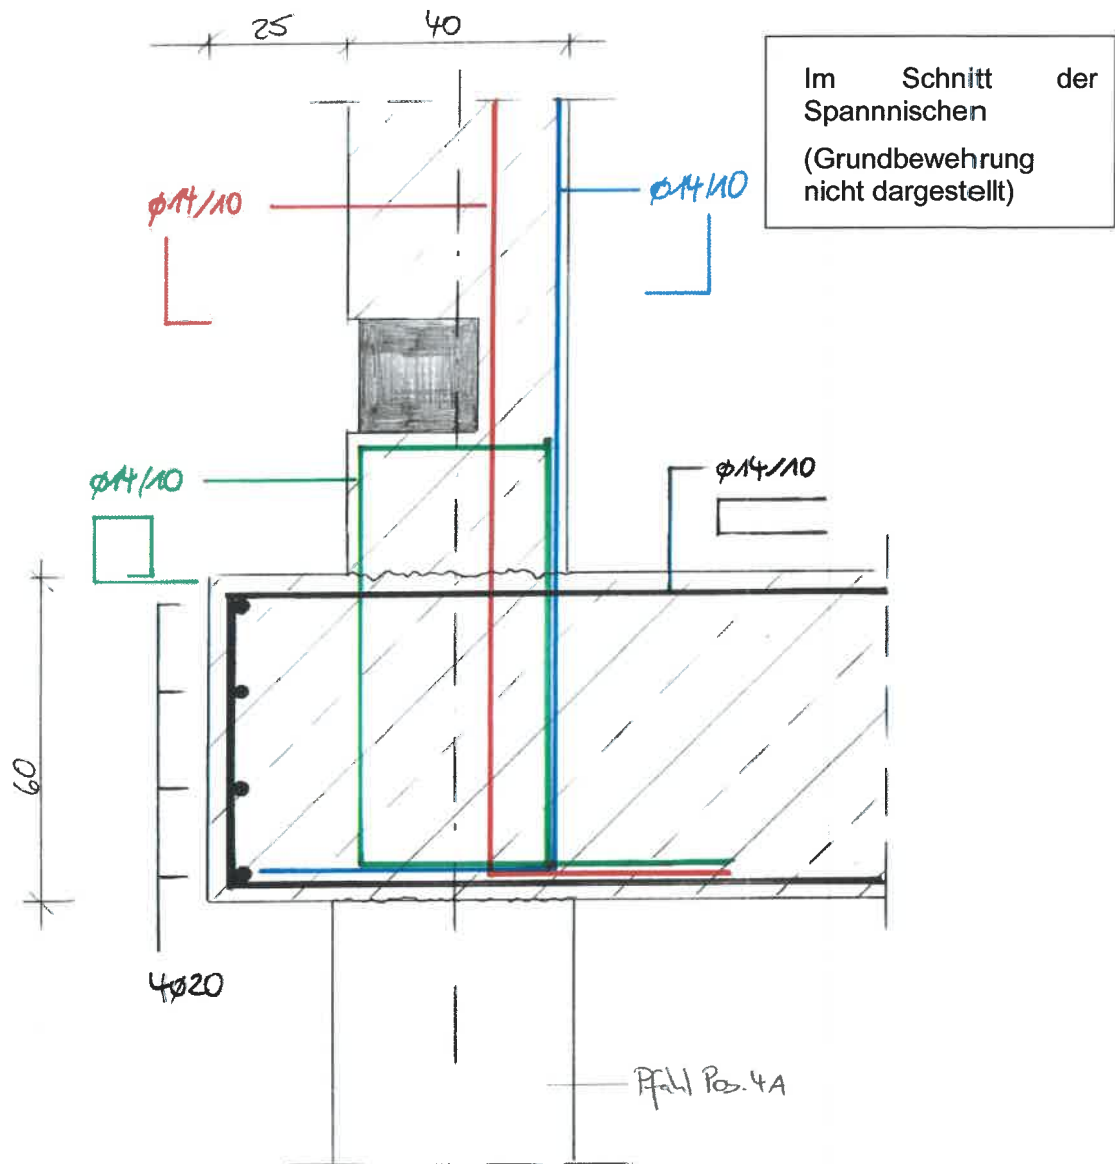 25
40
Im Schnitt der
Spannnischen
(Grundbewehrung
nicht dargestellt)
ø14/10
ø14/10
ø14/10
ø14/10
60
4ø20
Pfahl Pos. 4A